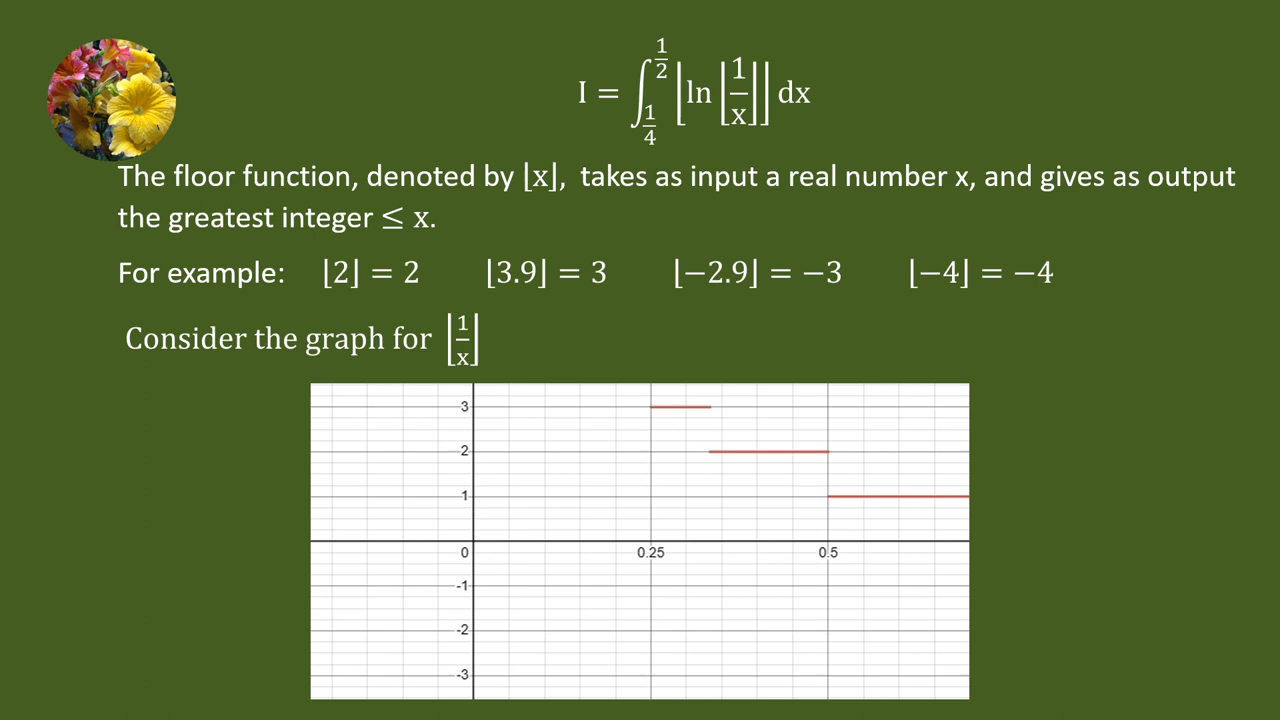 I = ∫_{1/4}^{1/2} ⌊ln ⌊1/x⌋⌋ dx
The floor function, denoted by ⌊x⌋, takes as input a real number x, and gives as output
the greatest integer ≤ x.
For example: ⌊2⌋ = 2 ⌊3.9⌋ = 3 ⌊−2.9⌋ = −3 ⌊−4⌋ = −4
Consider the graph for ⌊1/x⌋
3
2
1
0 0.25 0.5
-1
-2
-3